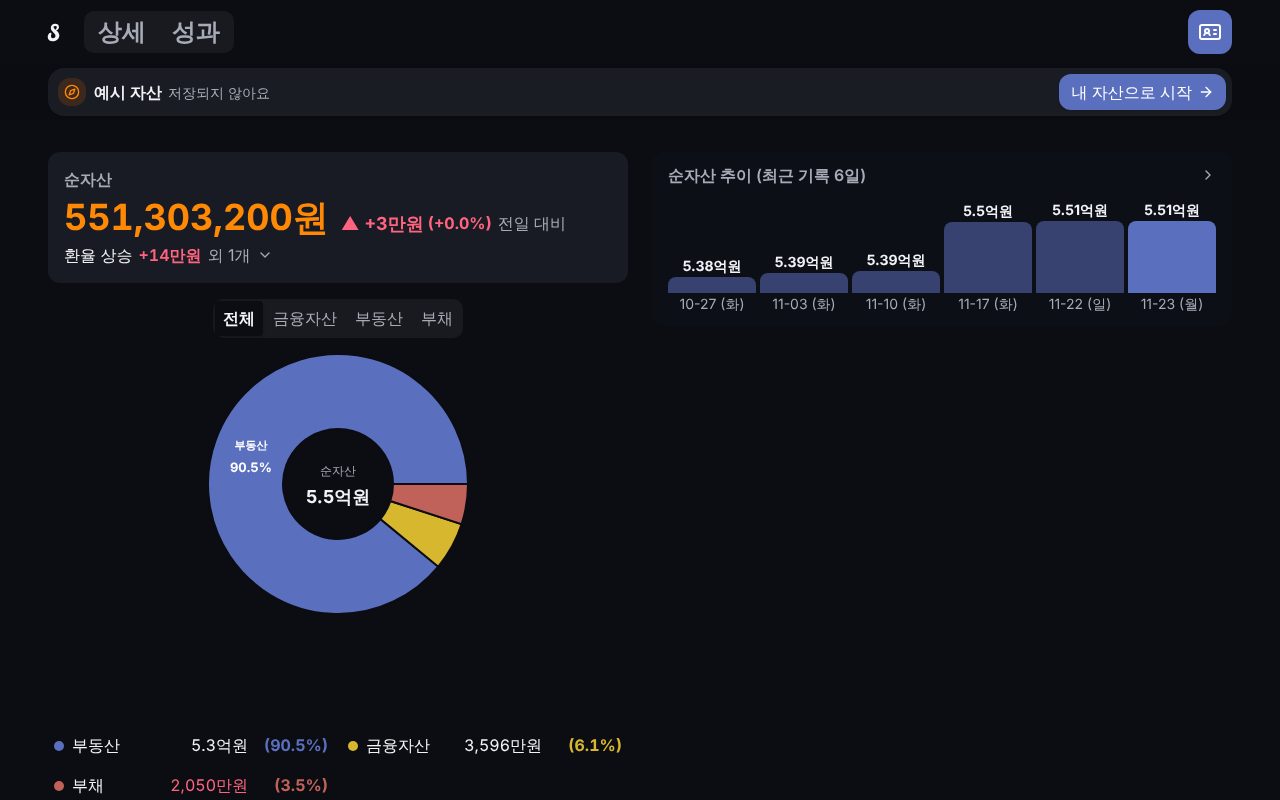 S
상세 성과
예시 자산 저장되지 않아요
내 자산으로 시작
순자산
551,303,200원 ▲ +3만원 (+0.0%) 전일 대비
환율 상승 +14만원 외 1개
순자산 추이 (최근 기록 6일)
5.38억원 5.39억원 5.39억원 5.5억원 5.51억원 5.51억원
10-27 (화) 11-03 (화) 11-10 (화) 11-17 (화) 11-22 (일) 11-23 (월)
전체 금융자산 부동산 부채
부동산
90.5%
순자산
5.5억원
부동산 5.3억원 (90.5%) 금융자산 3,596만원 (6.1%)
부채 2,050만원 (3.5%)